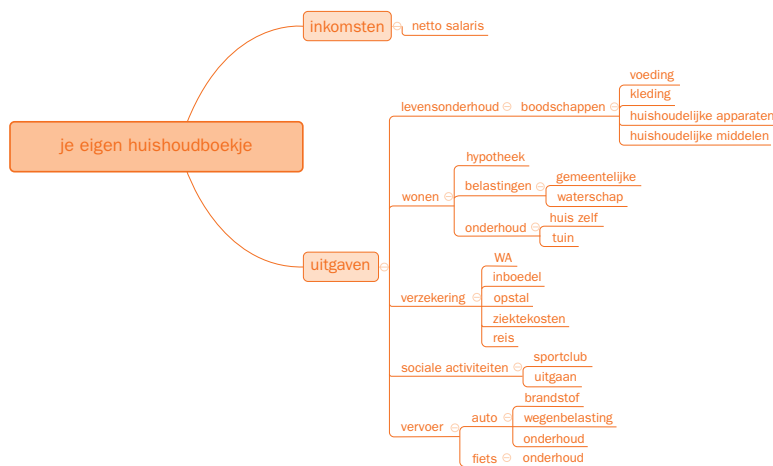 je eigen huishoudboekje
inkomsten
netto salaris
uitgaven
levensonderhoud
boodschappen
voeding
kleding
huishoudelijke apparaten
huishoudelijke middelen
wonen
hypotheek
belastingen
gemeentelijke
waterschap
onderhoud
huis zelf
tuin
verzekering
WA
inboedel
opstal
ziektekosten
reis
sociale activiteiten
sportclub
uitgaan
vervoer
auto
brandstof
wegenbelasting
onderhoud
fiets
onderhoud